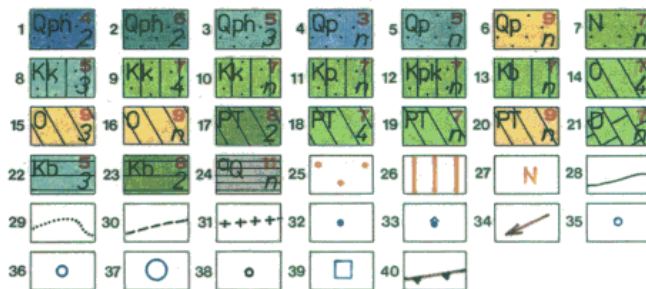 1 Qph 4 2 2 Qph 6 2 3 Qph 5 3 4 Qp 3 n 5 Qp 5 n 6 Qp 9 n 7 N 7 n
8 Kk 5 3 9 Kk 7 4 10 Kk 7 n 11 Kp 7 n 12 Kpk 7 n 13 Kb 7 n 14 O 7 4
15 O 9 3 16 O 9 n 17 PT 8 2 18 PT 7 4 19 PT 7 n 20 PT 9 n 21 D 7 n
22 Kb 5 3 23 Kb 6 2 24 Q n 25 26 27 N 28
29 30 31 32 33 34 35
36 37 38 39 40